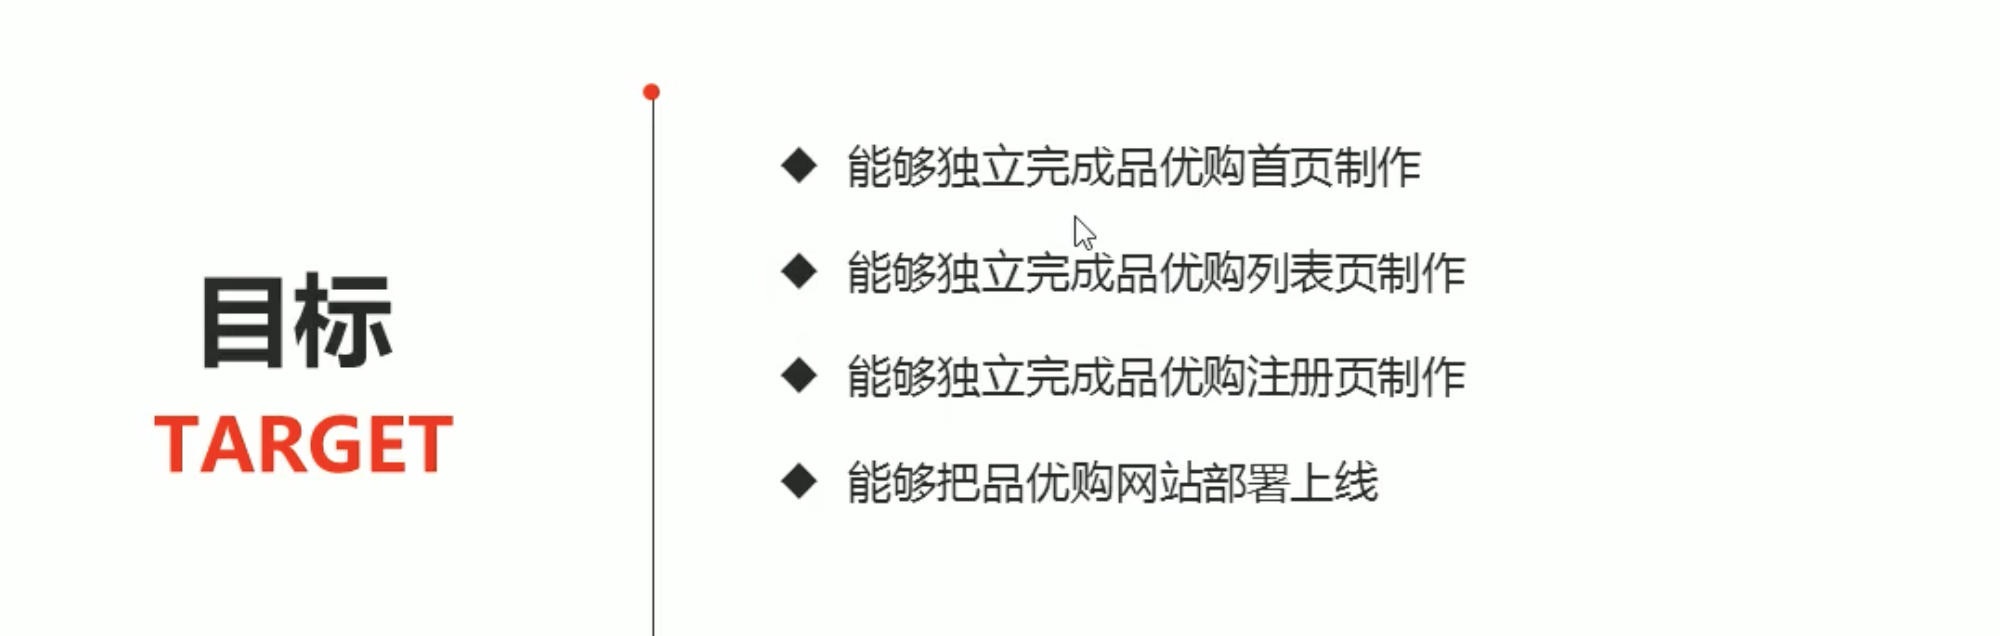 目标
TARGET
能够独立完成品优购首页制作
能够独立完成品优购列表页制作
能够独立完成品优购注册页制作
能够把品优购网站部署上线